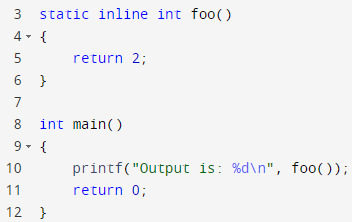 3 static inline int foo()
4 {
5     return 2;
6 }
7
8 int main()
9 {
10     printf("Output is: %d\n", foo());
11     return 0;
12 }